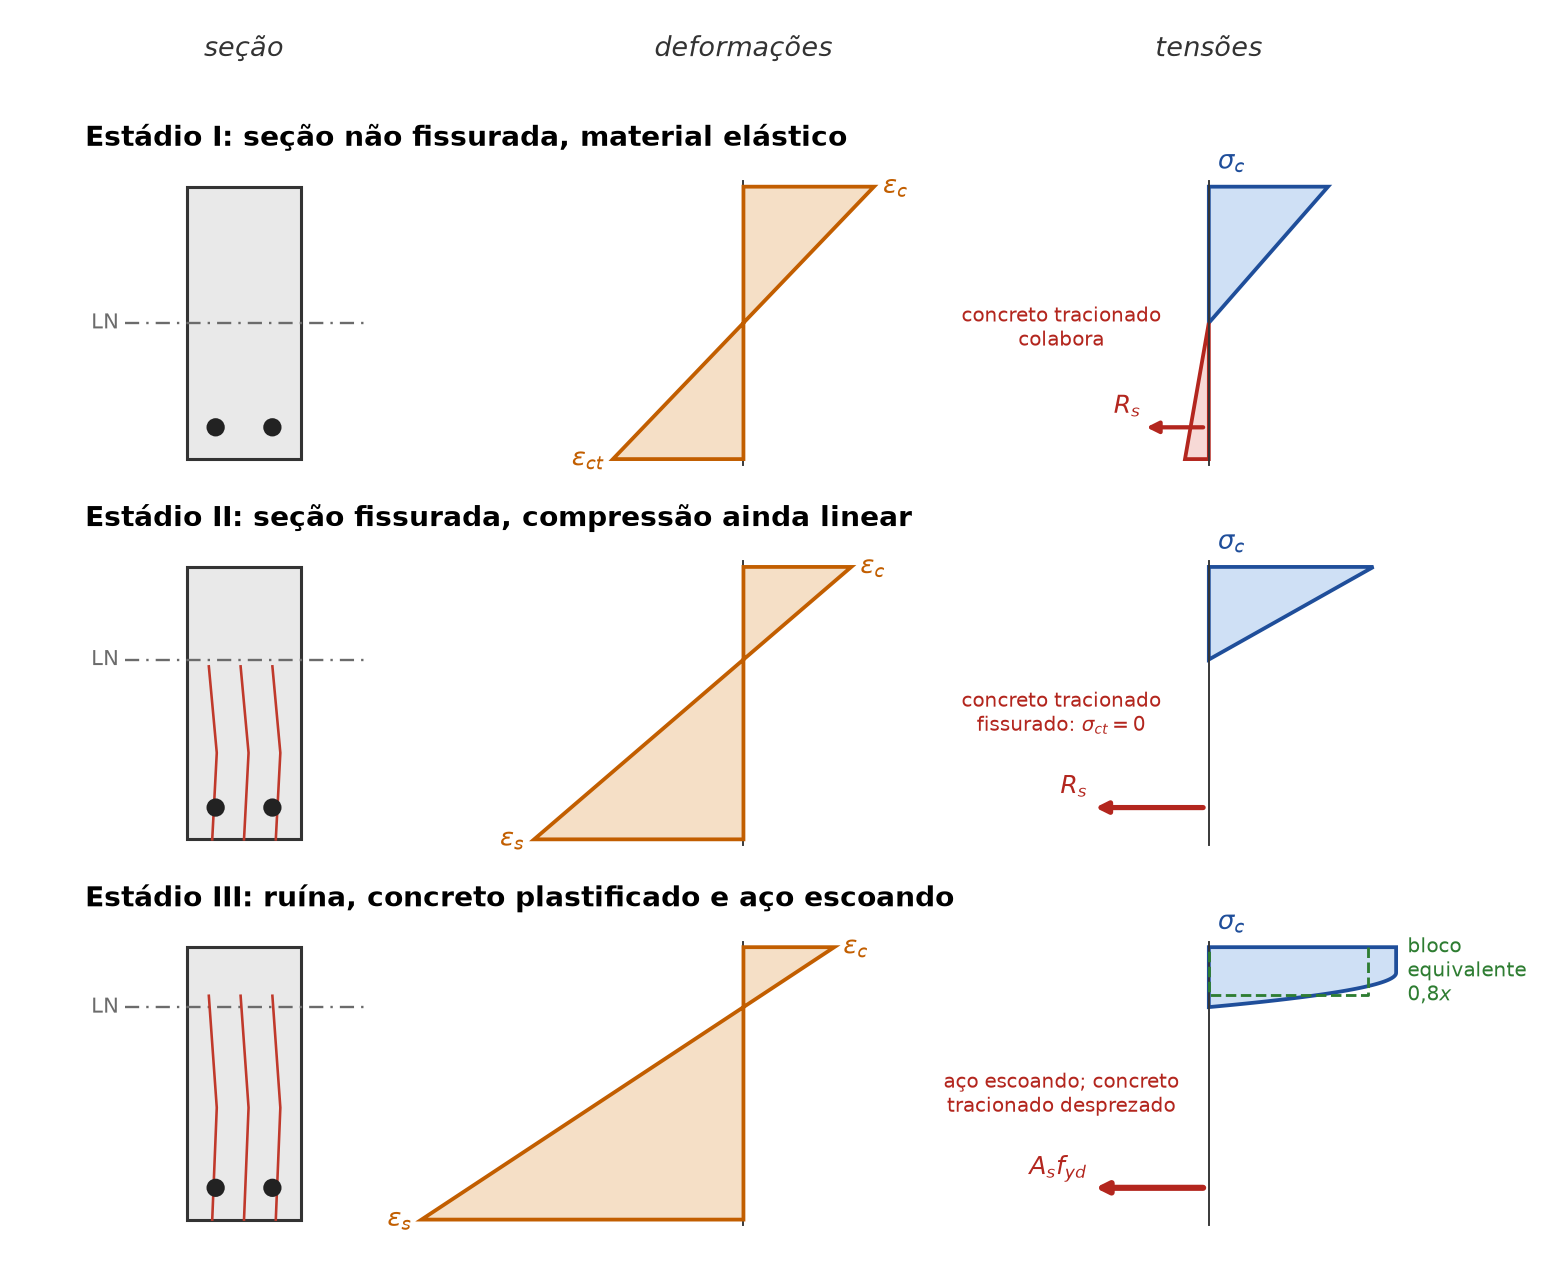 seção
deformações
tensões
Estádio I: seção não fissurada, material elástico
σc
εc
LN
concreto tracionado
colabora
Rs
εct
Estádio II: seção fissurada, compressão ainda linear
σc
εc
LN
concreto tracionado
fissurado: σct = 0
Rs
εs
Estádio III: ruína, concreto plastificado e aço escoando
σc
εc
bloco
equivalente
0,8x
LN
aço escoando; concreto
tracionado desprezado
Asfyd
εs